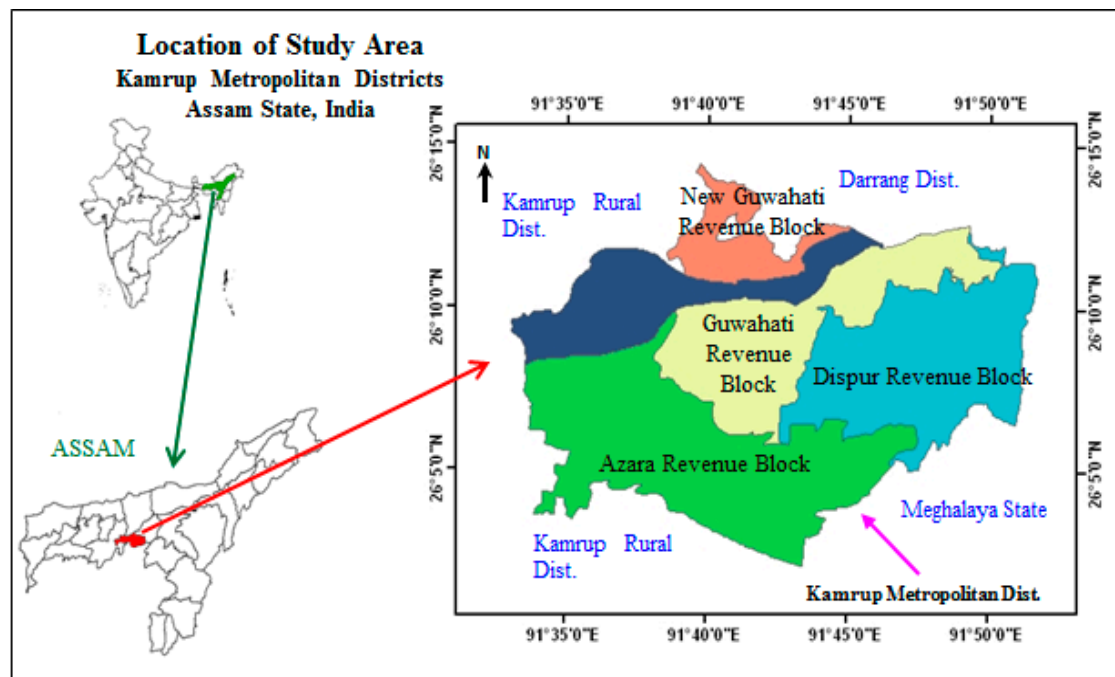 Location of Study Area
Kamrup Metropolitan Districts
Assam State, India
ASSAM
91°35'0"E
91°40'0"E
91°45'0"E
91°50'0"E
26°15'0"N
26°10'0"N
26°5'0"N
26°15'0"N
26°10'0"N
26°5'0"N
N
Kamrup Rural
Dist.
New Guwahati
Revenue Block
Darrang Dist.
Guwahati
Revenue
Block
Dispur Revenue Block
Azara Revenue Block
Meghalaya State
Kamrup Rural
Dist.
Kamrup Metropolitan Dist.
91°35'0"E
91°40'0"E
91°45'0"E
91°50'0"E